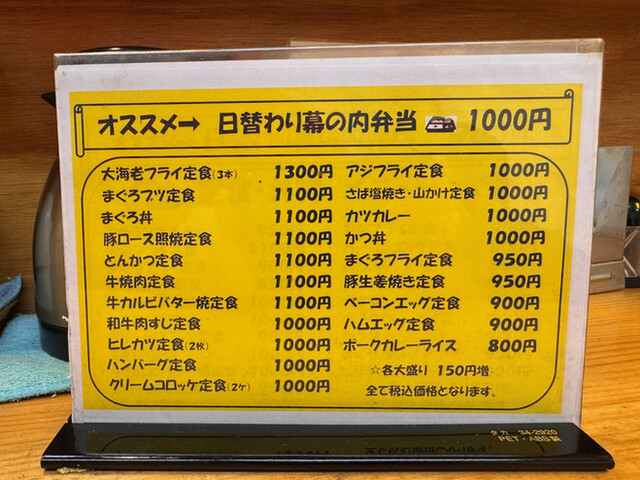 オススメ→ 日替わり幕の内弁当 1000円
大海老フライ定食(3本) 1300円
まぐろブツ定食 1100円
まぐろ丼 1100円
豚ロース照焼定食 1100円
とんかつ定食 1100円
牛焼肉定食 1100円
牛カルビバター焼定食 1100円
和牛肉すじ定食 1000円
ヒレカツ定食(2枚) 1000円
ハンバーグ定食 1000円
クリームコロッケ定食(2ケ) 1000円
アジフライ定食 1000円
さば塩焼き・山かけ定食 1000円
カツカレー 1000円
かつ丼 1000円
まぐろフライ定食 950円
豚生姜焼き定食 950円
ベーコンエッグ定食 900円
ハムエッグ定食 900円
ポークカレーライス 800円
☆各大盛り 150円増
全て税込価格となります。
タカ 34-2920
PET・ABS製